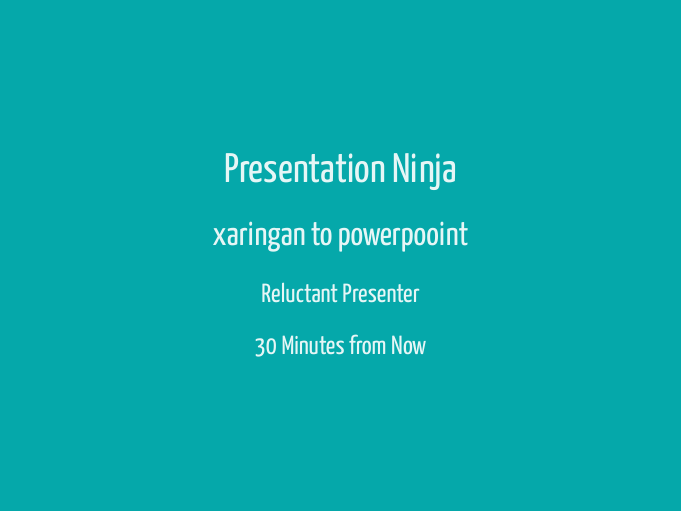 Presentation Ninja
xaringan to powerpooint
Reluctant Presenter
30 Minutes from Now